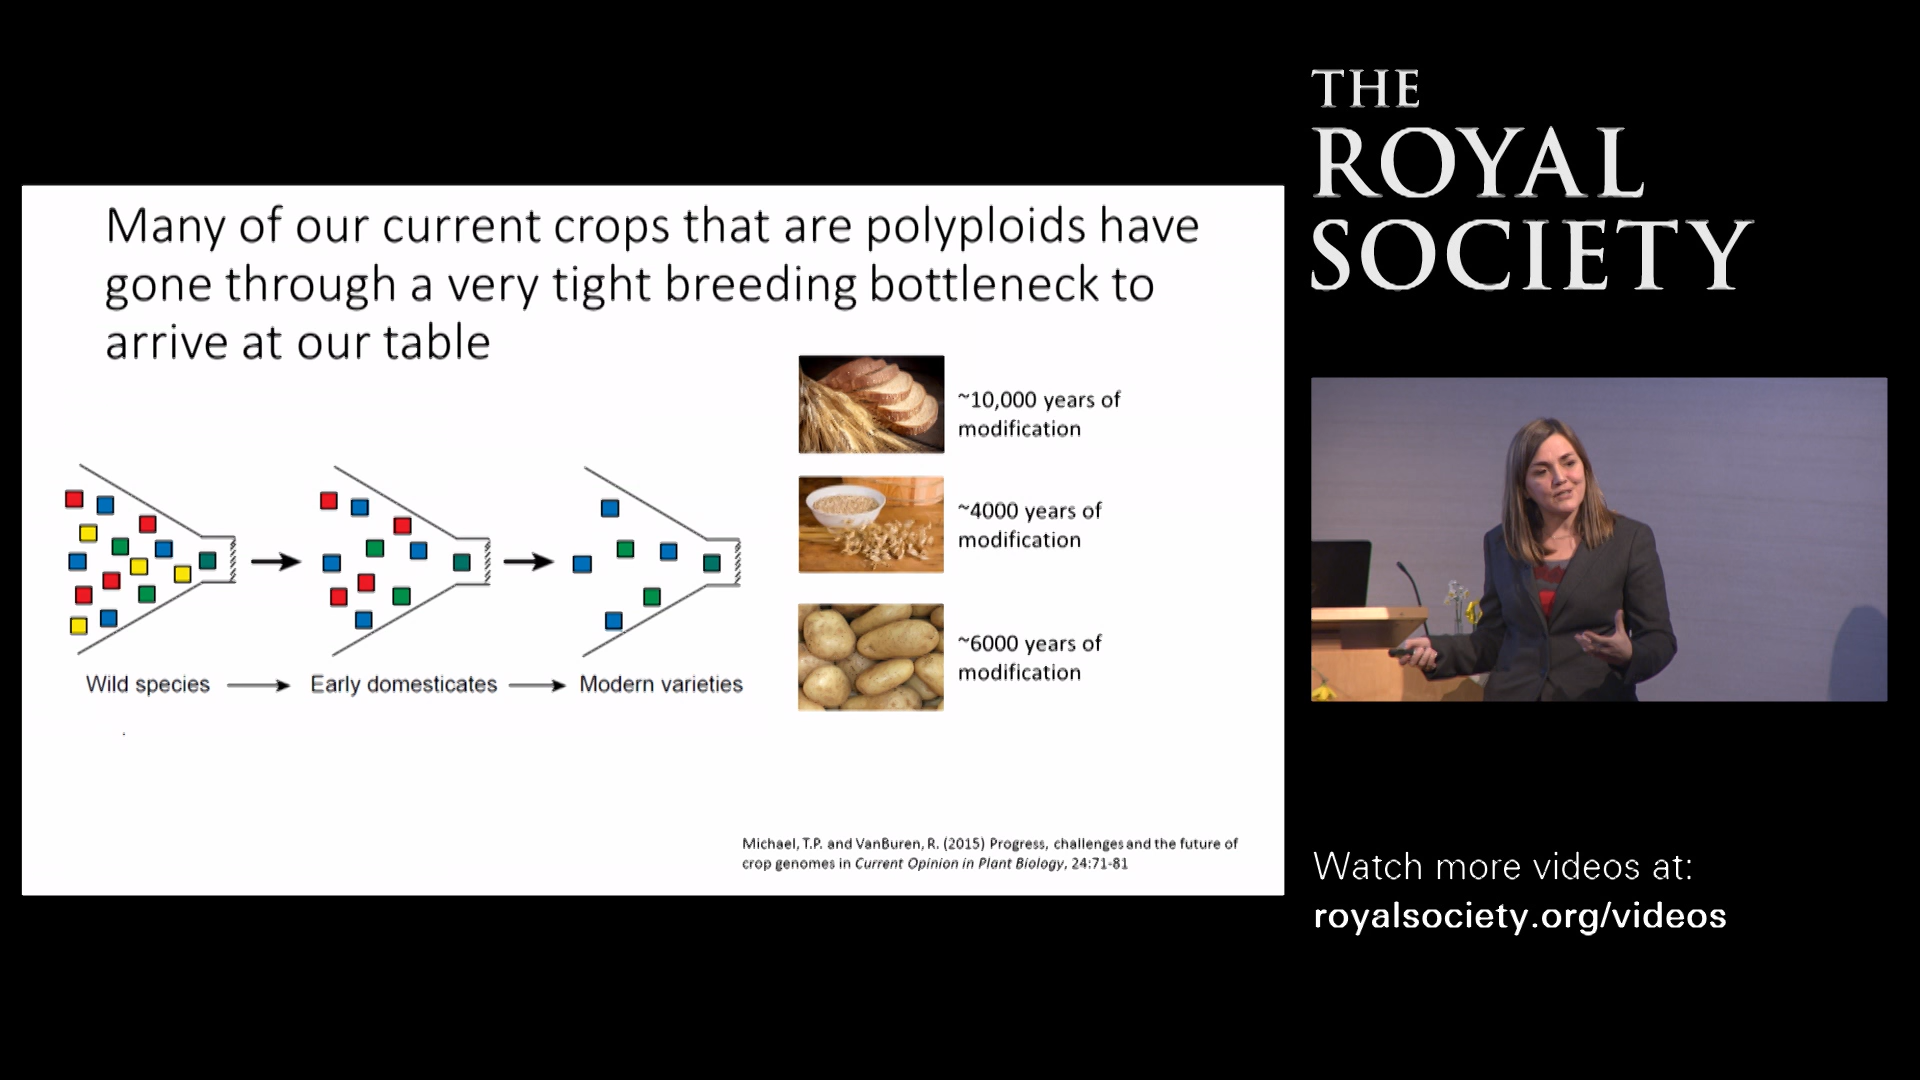 Many of our current crops that are polyploids have
gone through a very tight breeding bottleneck to
arrive at our table
~10,000 years of
modification
~4000 years of
modification
~6000 years of
modification
Wild species
Early domesticates
Modern varieties
Michael, T.P. and VanBuren, R. (2015) Progress, challenges and the future of
crop genomes in Current Opinion in Plant Biology, 24:71-81
THE
ROYAL
SOCIETY
Watch more videos at:
royalsociety.org/videos